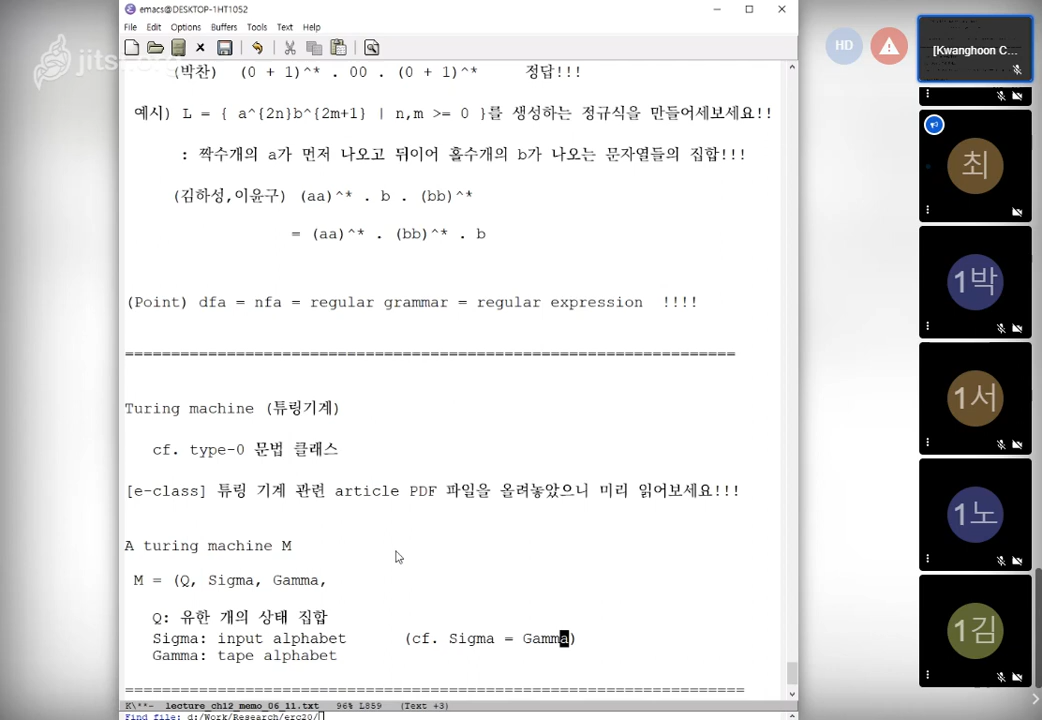 emacs@DESKTOP-1HT1052
File Edit Options Buffers Tools Text Help
jitsi.org
(박찬) (0 + 1)^* . 00 . (0 + 1)^* 정답!!!
예시) L = { a^{2n}b^{2m+1} | n,m >= 0 }를 생성하는 정규식을 만들어세보세요!!
: 짝수개의 a가 먼저 나오고 뒤이어 홀수개의 b가 나오는 문자열들의 집합!!!
(김하성,이윤구) (aa)^* . b . (bb)^*
= (aa)^* . (bb)^* . b
(Point) dfa = nfa = regular grammar = regular expression !!!!
==================================================================
Turing machine (튜링기계)
cf. type-0 문법 클래스
[e-class] 튜링 기계 관련 article PDF 파일을 올려놓았으니 미리 읽어보세요!!!
A turing machine M
M = (Q, Sigma, Gamma,
Q: 유한 개의 상태 집합
Sigma: input alphabet (cf. Sigma = Gamma)
Gamma: tape alphabet
===================================================================
K\**- lecture_ch12_memo_06_11.txt 96% L859 (Text +3)
Find file: d:/Work/Research/erc20/
HD
[Kwanghoon C...
최
1박
1서
1노
1김